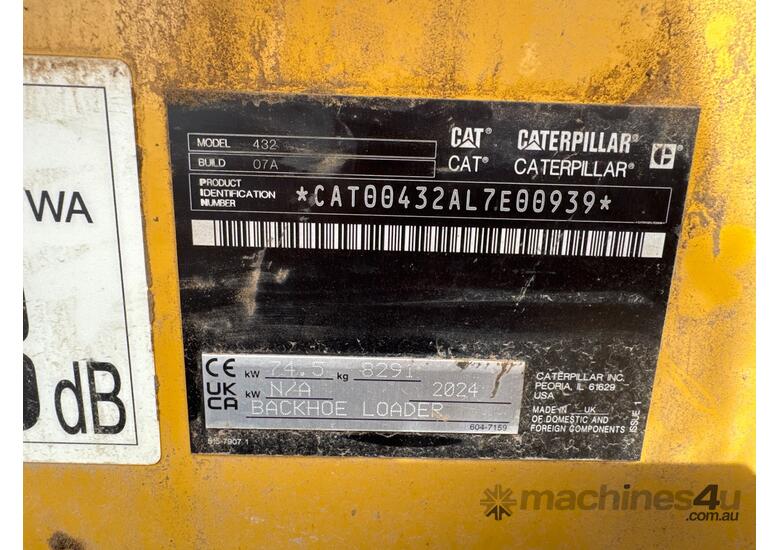 WA
dB
MODEL 432
BUILD 07A
CAT® CATERPILLAR®
CAT® CATERPILLAR®
PRODUCT IDENTIFICATION NUMBER *CAT00432AL7E00939*
CE kW 74.5 kg 8291
UKCA kW N/A 2024
BACKHOE LOADER
604-7159
CATERPILLAR INC.
PEORIA, IL 61629
USA
MADE IN UK
OF DOMESTIC AND
FOREIGN COMPONENTS
ISSUE 1
machines4u
.com.au